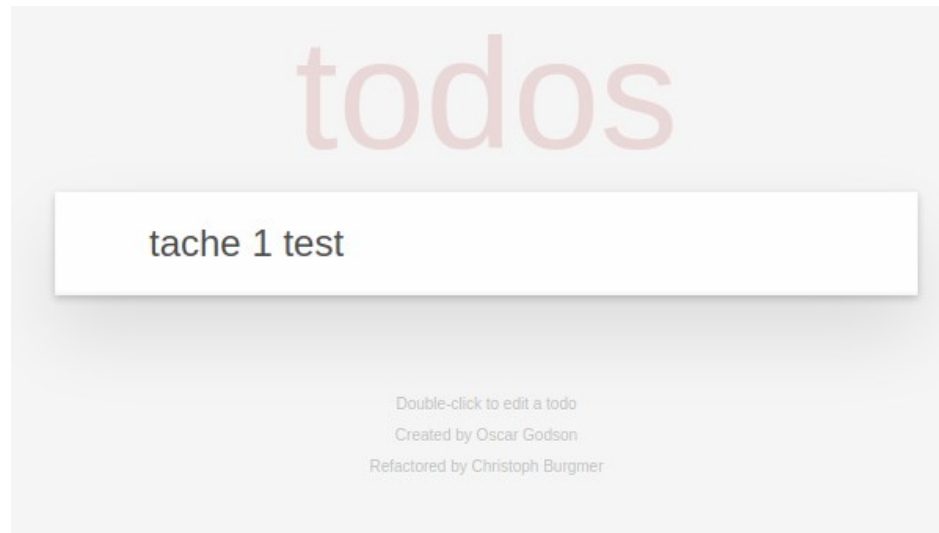 todos
tache 1 test
Double-click to edit a todo
Created by Oscar Godson
Refactored by Christoph Burgmer